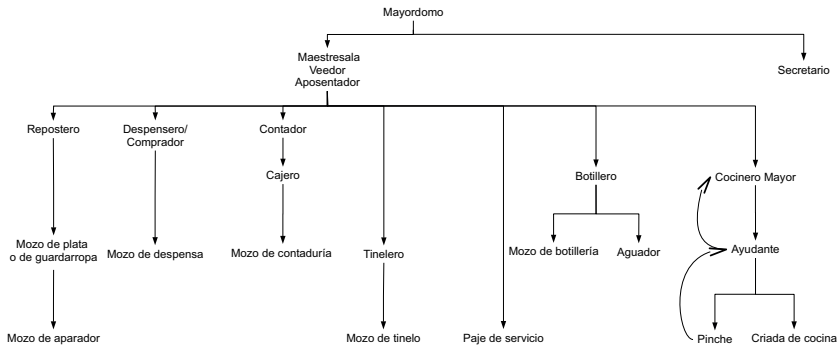 Mayordomo
Maestresala
Veedor
Aposentador
Secretario
Repostero
Despensero/
Comprador
Contador
Cajero
Botillero
Cocinero Mayor
Mozo de plata
o de guardarropa
Mozo de despensa
Mozo de contaduría
Tinelero
Mozo de botillería
Aguador
Ayudante
Mozo de aparador
Mozo de tinelo
Paje de servicio
Pinche
Criada de cocina